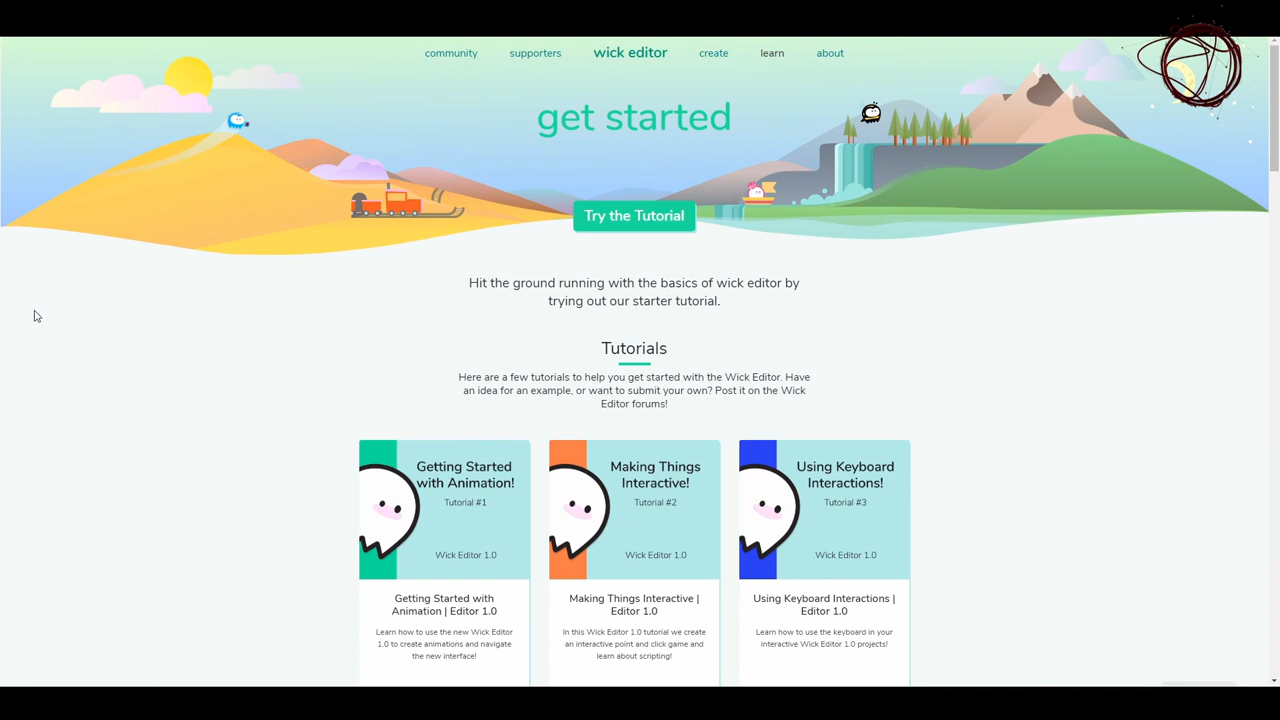 community
supporters
wick editor
create
learn
about
get started
Try the Tutorial
Hit the ground running with the basics of wick editor by
trying out our starter tutorial.
Tutorials
Here are a few tutorials to help you get started with the Wick Editor. Have
an idea for an example, or want to submit your own? Post it on the Wick
Editor forums!
Getting Started
with Animation!
Tutorial #1
Wick Editor 1.0
Getting Started with
Animation | Editor 1.0
Learn how to use the new Wick Editor
1.0 to create animations and navigate
the new interface!
Making Things
Interactive!
Tutorial #2
Wick Editor 1.0
Making Things Interactive |
Editor 1.0
In this Wick Editor 1.0 tutorial we create
an interactive point and click game and
learn about scripting!
Using Keyboard
Interactions!
Tutorial #3
Wick Editor 1.0
Using Keyboard Interactions |
Editor 1.0
Learn how to use the keyboard in your
interactive Wick Editor 1.0 projects!